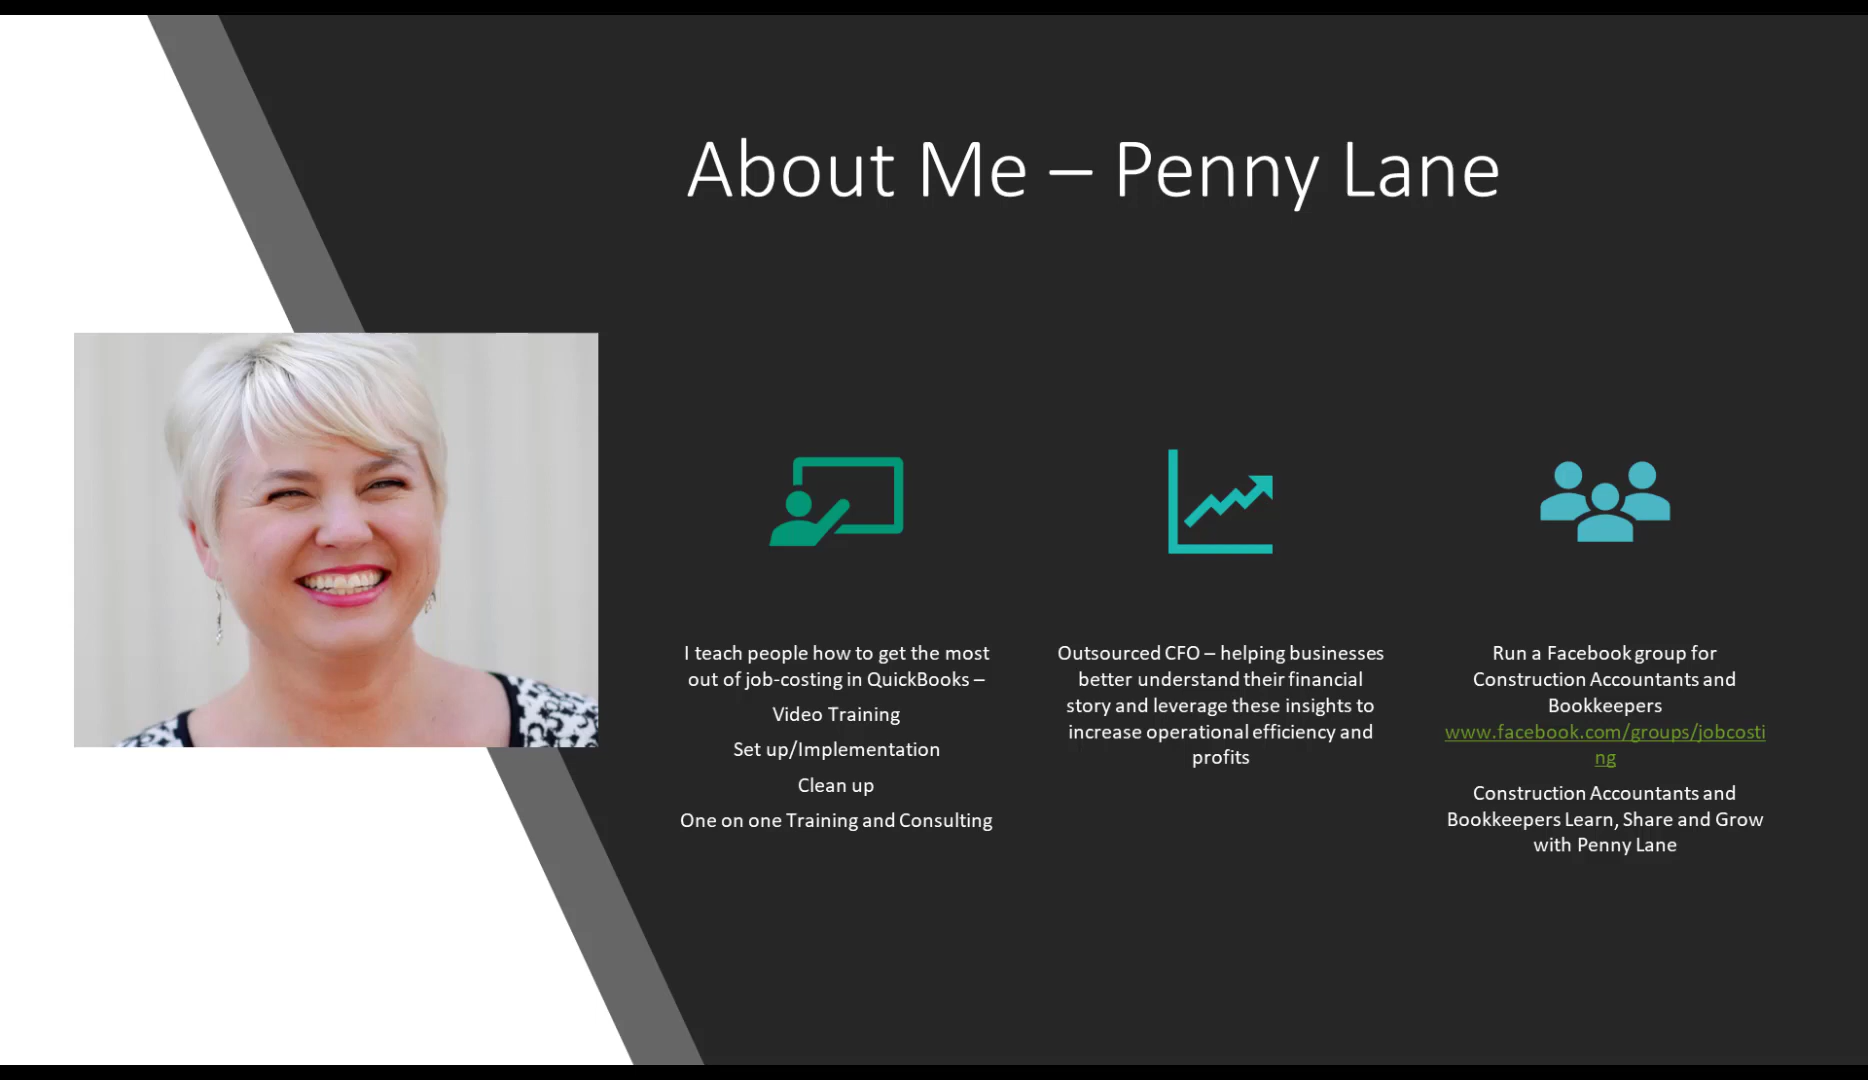 About Me – Penny Lane
I teach people how to get the most
out of job-costing in QuickBooks –
Video Training
Set up/Implementation
Clean up
One on one Training and Consulting
Outsourced CFO – helping businesses
better understand their financial
story and leverage these insights to
increase operational efficiency and
profits
Run a Facebook group for
Construction Accountants and
Bookkeepers
www.facebook.com/groups/jobcosti
ng
Construction Accountants and
Bookkeepers Learn, Share and Grow
with Penny Lane